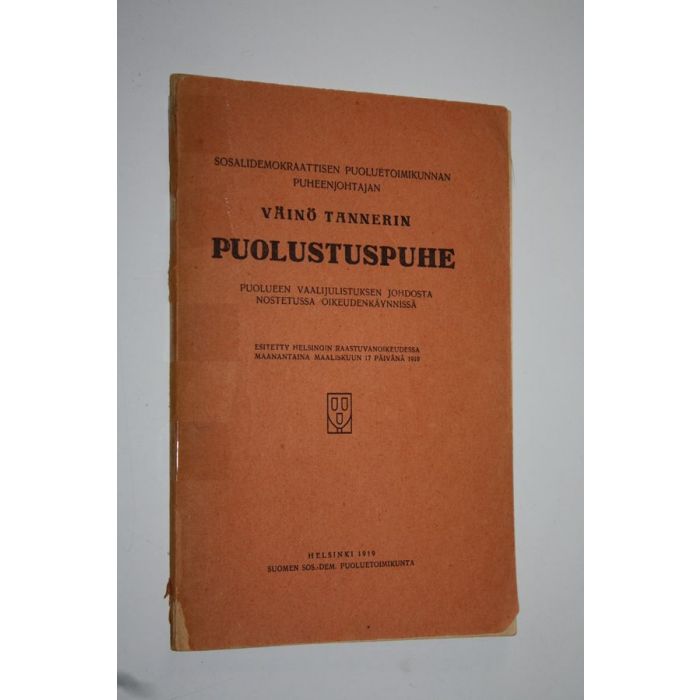 SOSALIDEMOKRAATTISEN PUOLUETOIMIKUNNAN
PUHEENJOHTAJAN
VÄINÖ TANNERIN
PUOLUSTUSPUHE
PUOLUEEN VAALIJULISTUKSEN JOHDOSTA
NOSTETUSSA OIKEUDENKÄYNNISSÄ
ESITETTY HELSINGIN RAASTUVANOIKEUDESSA
MAANANTAINA MAALISKUUN 17 PÄIVÄNÄ 1919
HELSINKI 1919
SUOMEN SOS.-DEM. PUOLUETOIMIKUNTA